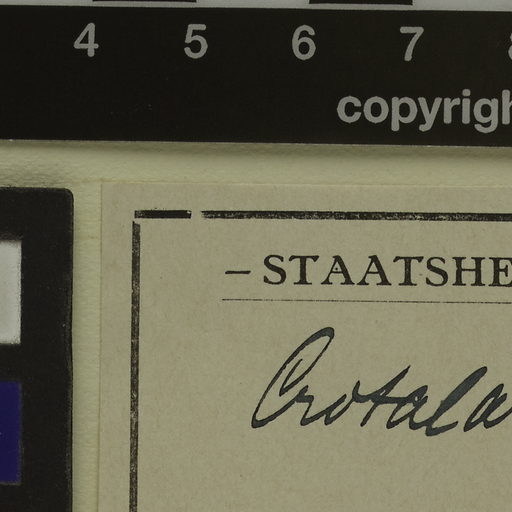 4 5 6 7
copyrigh
– STAATSHE
Crotala